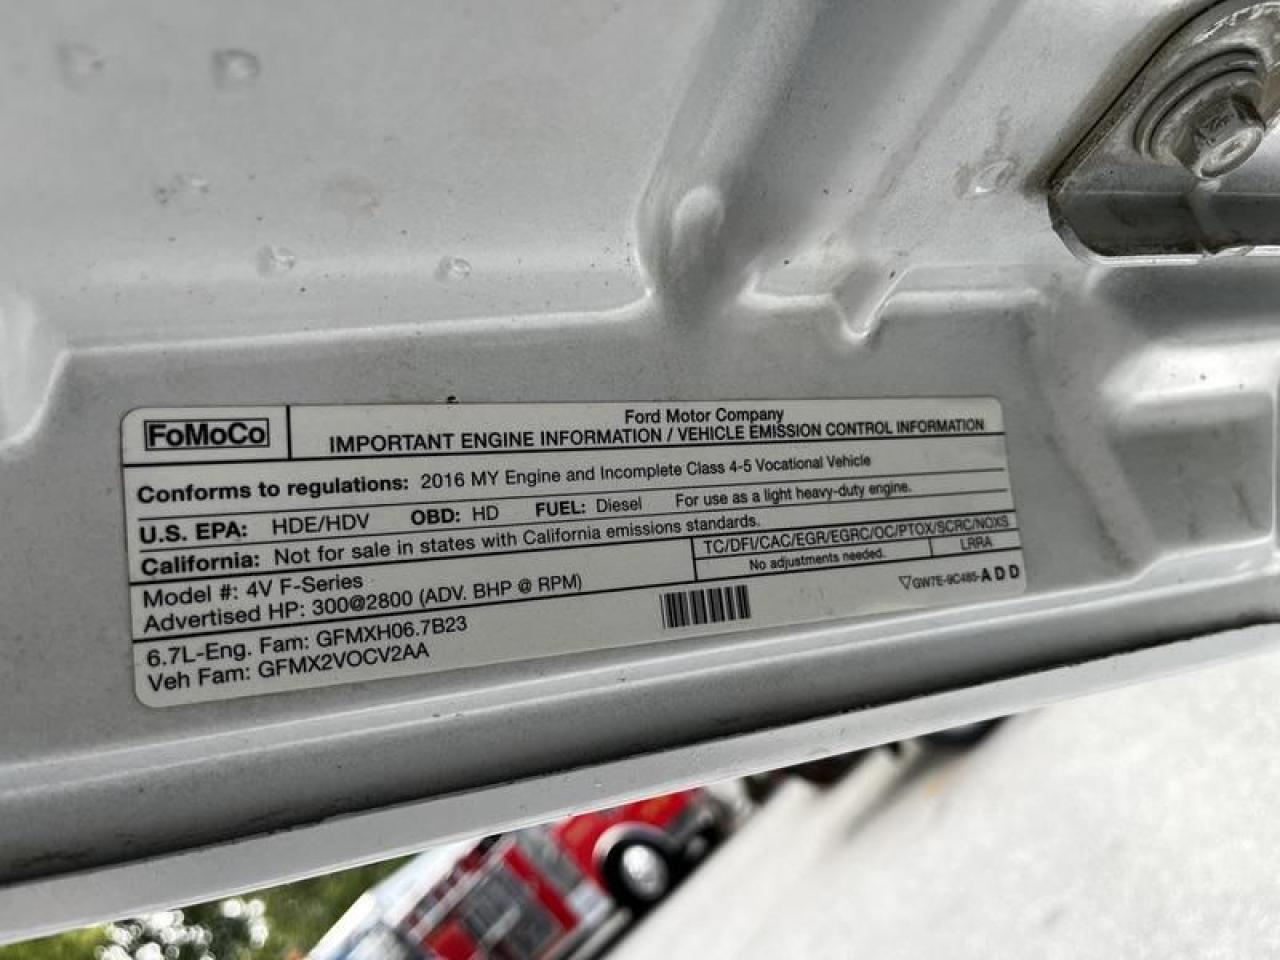 FoMoCo
Ford Motor Company
IMPORTANT ENGINE INFORMATION / VEHICLE EMISSION CONTROL INFORMATION
Conforms to regulations: 2016 MY Engine and Incomplete Class 4-5 Vocational Vehicle
U.S. EPA: HDE/HDV OBD: HD FUEL: Diesel For use as a light heavy-duty engine.
California: Not for sale in states with California emissions standards.
Model #: 4V F-Series
Advertised HP: 300@2800 (ADV. BHP @ RPM)
TC/DFI/CAC/EGR/EGRC/OC/PTOX/SCRC/NOXS
No adjustments needed. LRRA
6.7L-Eng. Fam: GFMXH06.7B23
Veh Fam: GFMX2VOCV2AA
GW7E-9C485-ADD